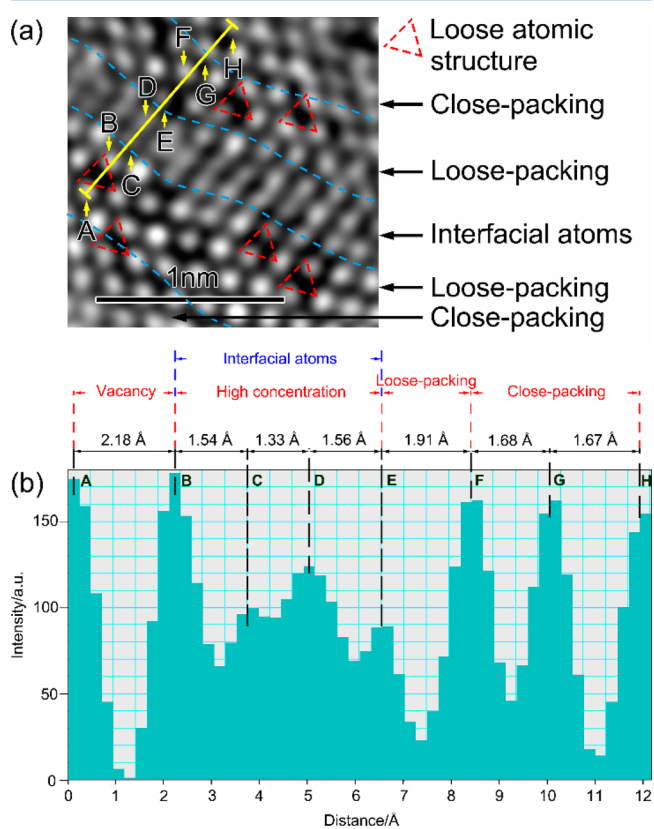 (a)
F
H
D
G
B
E
C
A
1nm
Loose atomic
structure
Close-packing
Loose-packing
Interfacial atoms
Loose-packing
Close-packing
Interfacial atoms
Vacancy
High concentration
Loose-packing
Close-packing
2.18 Å 1.54 Å 1.33 Å 1.56 Å 1.91 Å 1.68 Å 1.67 Å
(b)
A B C D E F G H
Intensity/a.u.
150
100
50
0
0 1 2 3 4 5 6 7 8 9 10 11 12
Distance/Å